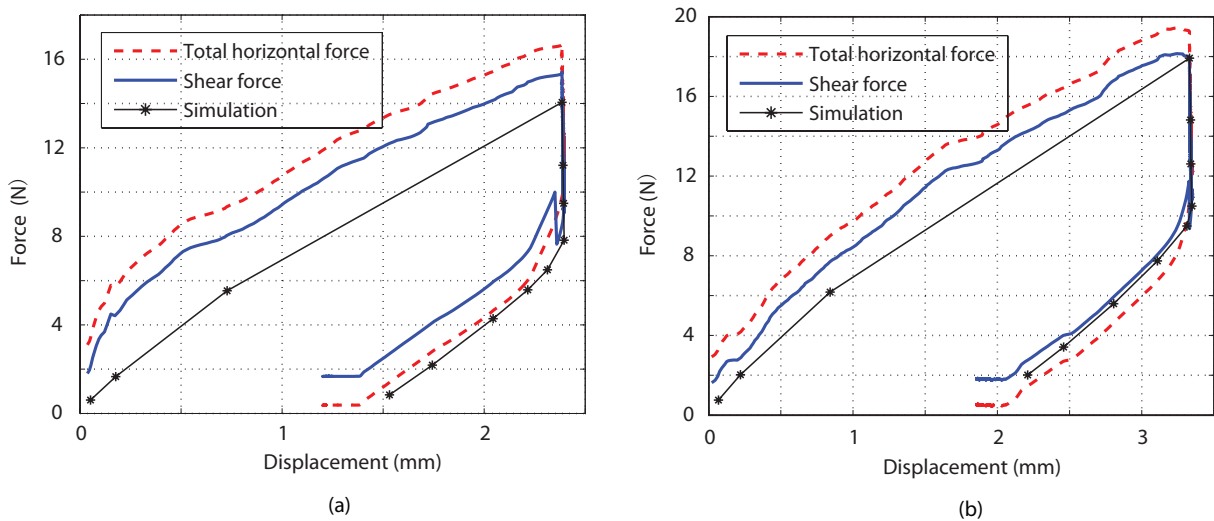 Force (N)
16
12
8
4
0
0
1
2
Total horizontal force
Shear force
Simulation
Displacement (mm)
(a)
Force (N)
20
16
12
8
4
0
0
1
2
3
Total horizontal force
Shear force
Simulation
Displacement (mm)
(b)